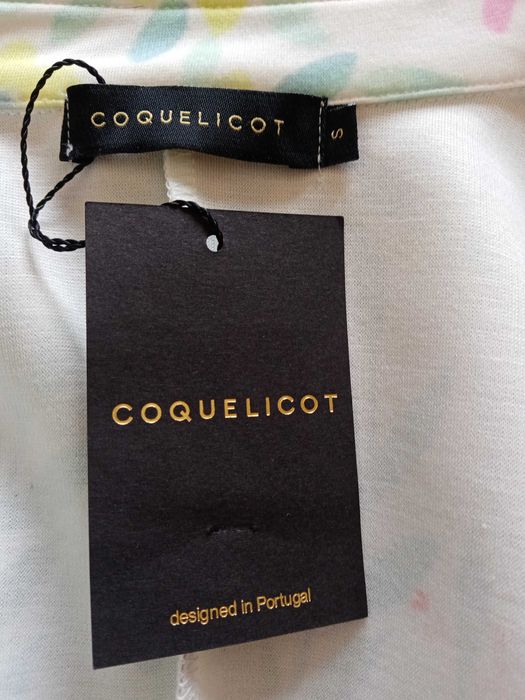 COQUELICOT
S
COQUELICOT
designed in Portugal